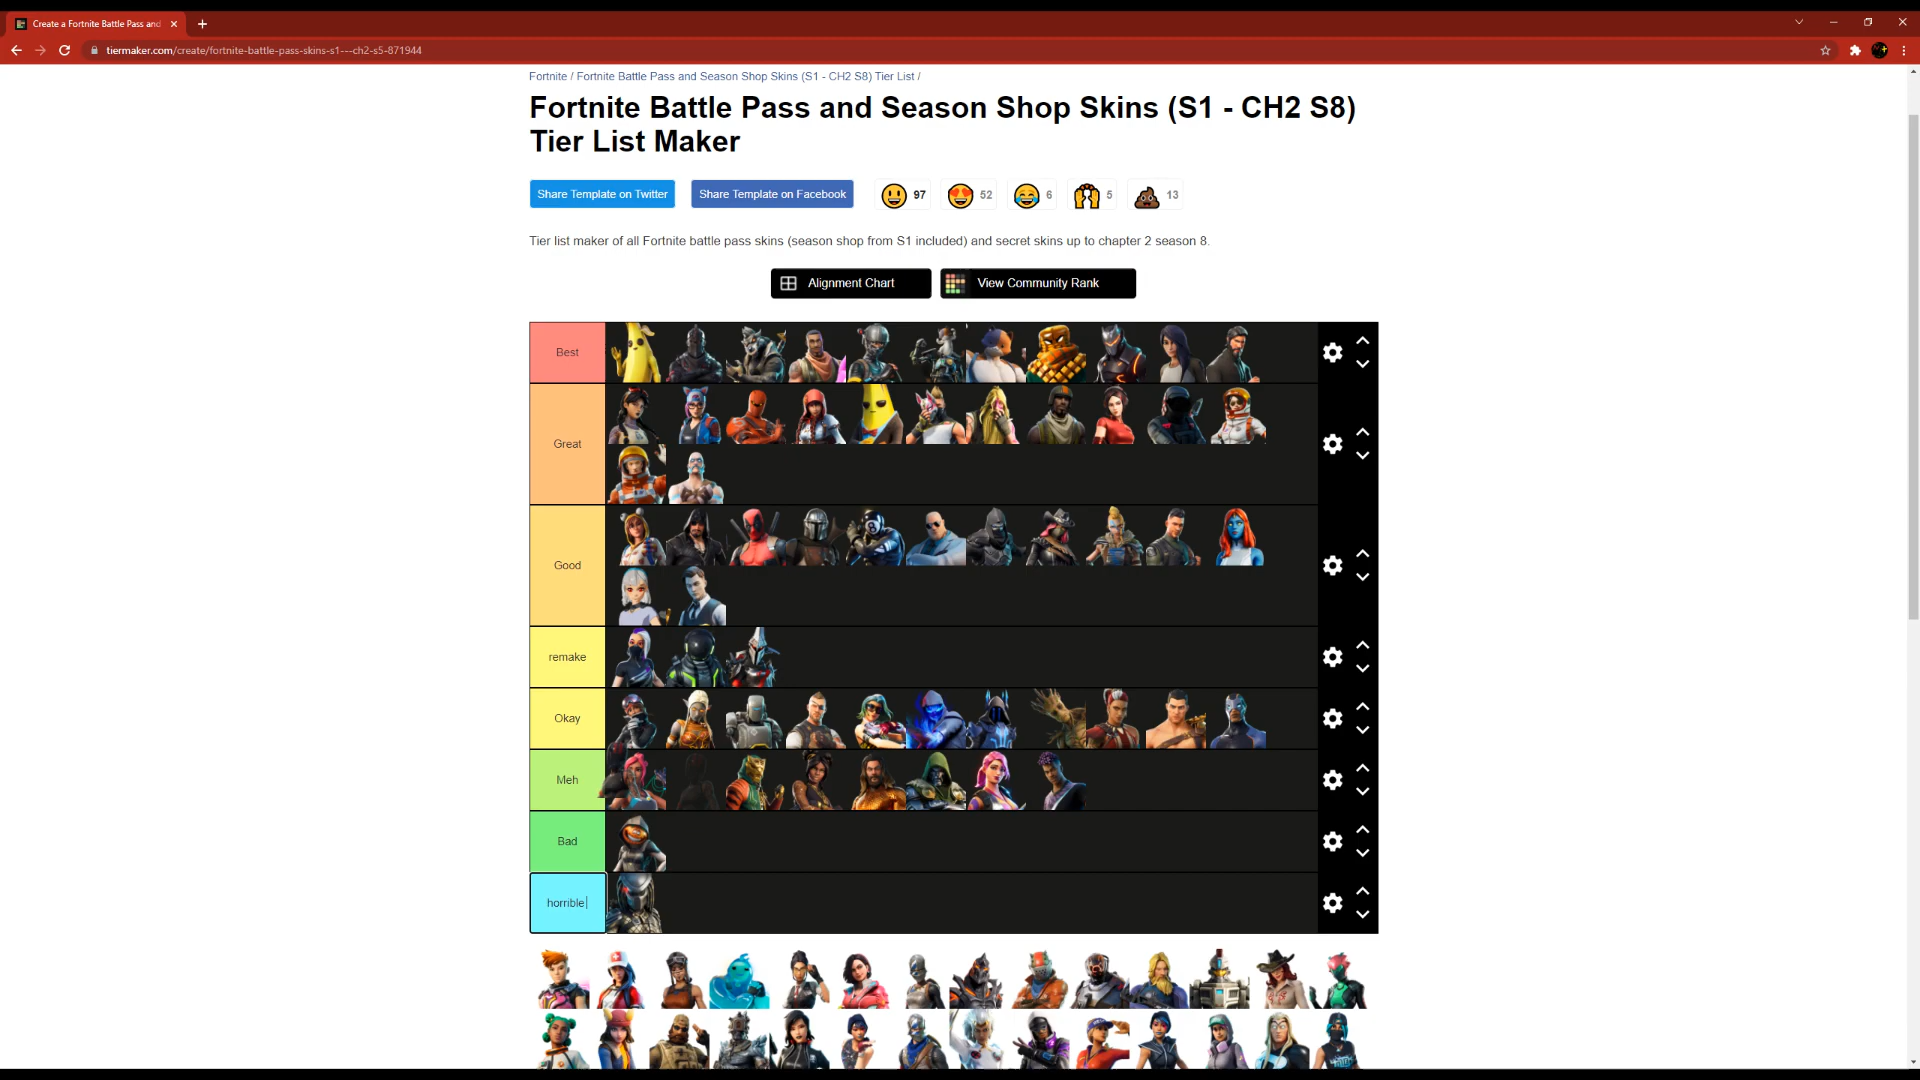 Create a Fortnite Battle Pass and
tiermaker.com/create/fortnite-battle-pass-skins-s1---ch2-s5-871944
Fortnite / Fortnite Battle Pass and Season Shop Skins (S1 - CH2 S8) Tier List /
Fortnite Battle Pass and Season Shop Skins (S1 - CH2 S8)
Tier List Maker
Share Template on Twitter
Share Template on Facebook
97
52
6
5
13
Tier list maker of all Fortnite battle pass skins (season shop from S1 included) and secret skins up to chapter 2 season 8.
Alignment Chart
View Community Rank
Best
Great
Good
8
remake
Okay
Meh
Bad
horrible